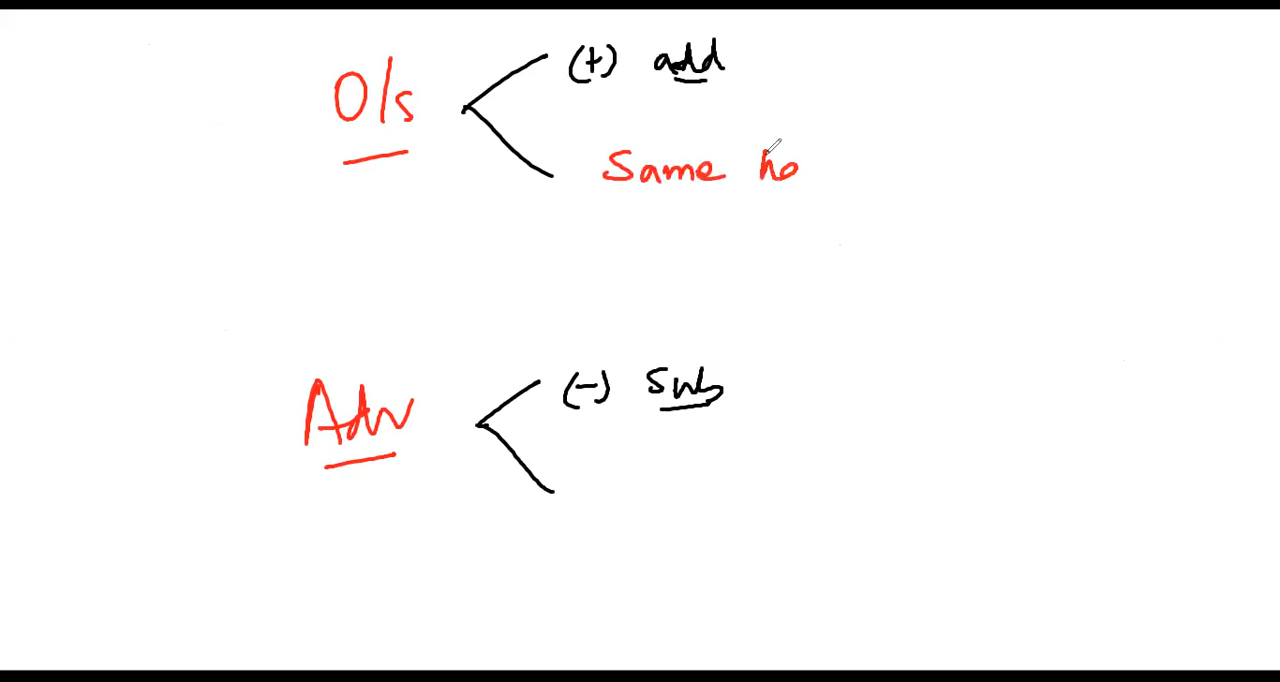 O/s
(+) add
Same ho
Adv
(-) Sub